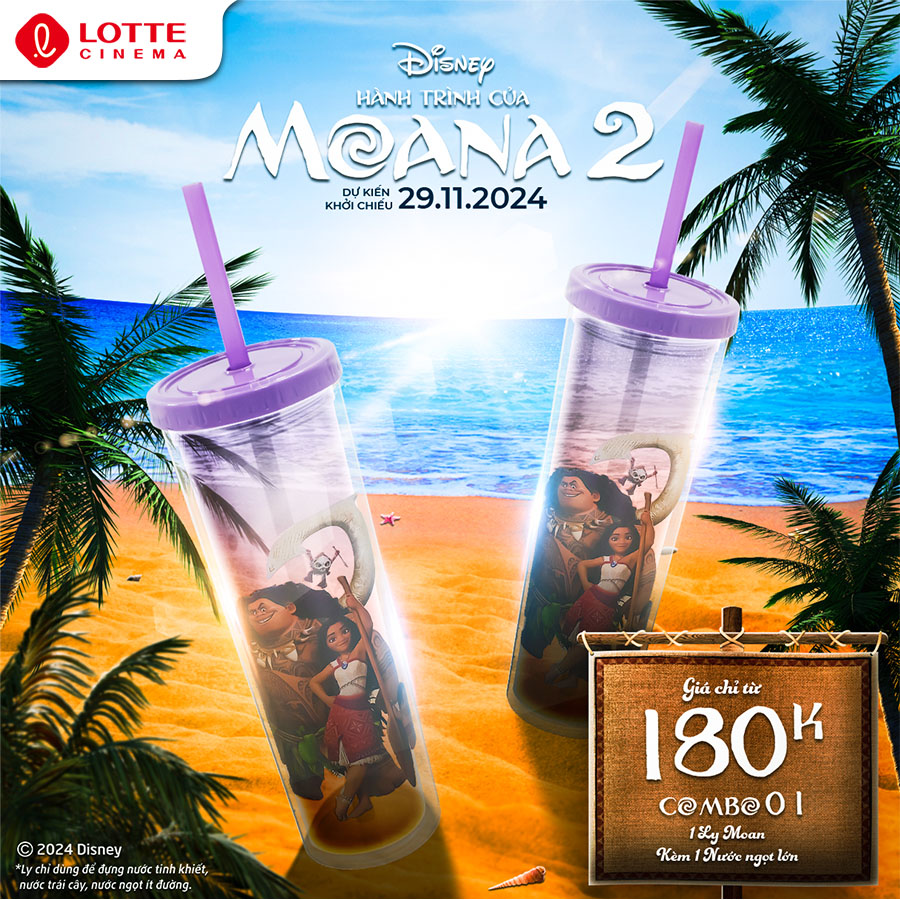 LOTTE
CINEMA
Disney
HÀNH TRÌNH CỦA
MOANA 2
DỰ KIẾN
KHỞI CHIẾU 29.11.2024
Giá chỉ từ
180K
COMBO 01
1 Ly Moan
Kèm 1 Nước ngọt lớn
© 2024 Disney
*Ly chỉ dùng để đựng nước tinh khiết,
nước trái cây, nước ngọt ít đường.